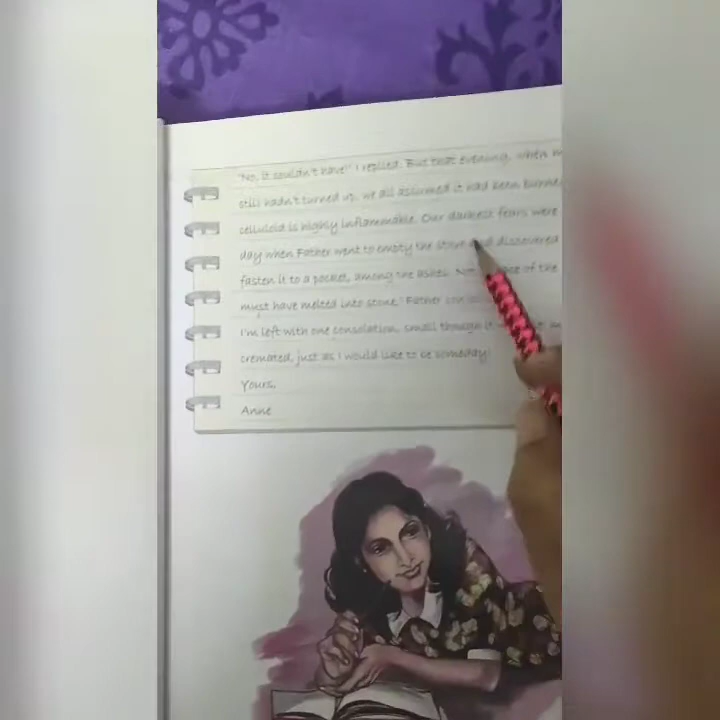 "No, it couldn't have!" I replied. But that evening, when
still hadn't turned up, we all assumed it had been burned
celluloid is highly inflammable. Our darkest fears were
day when Father went to empty the stove and discovered
fasten it to a pocket, among the ashes. Not of the
must have melted into stone.' Father
I'm left with one consolation, small though it
cremated, just as I would like to be someday!
Yours,
Anne